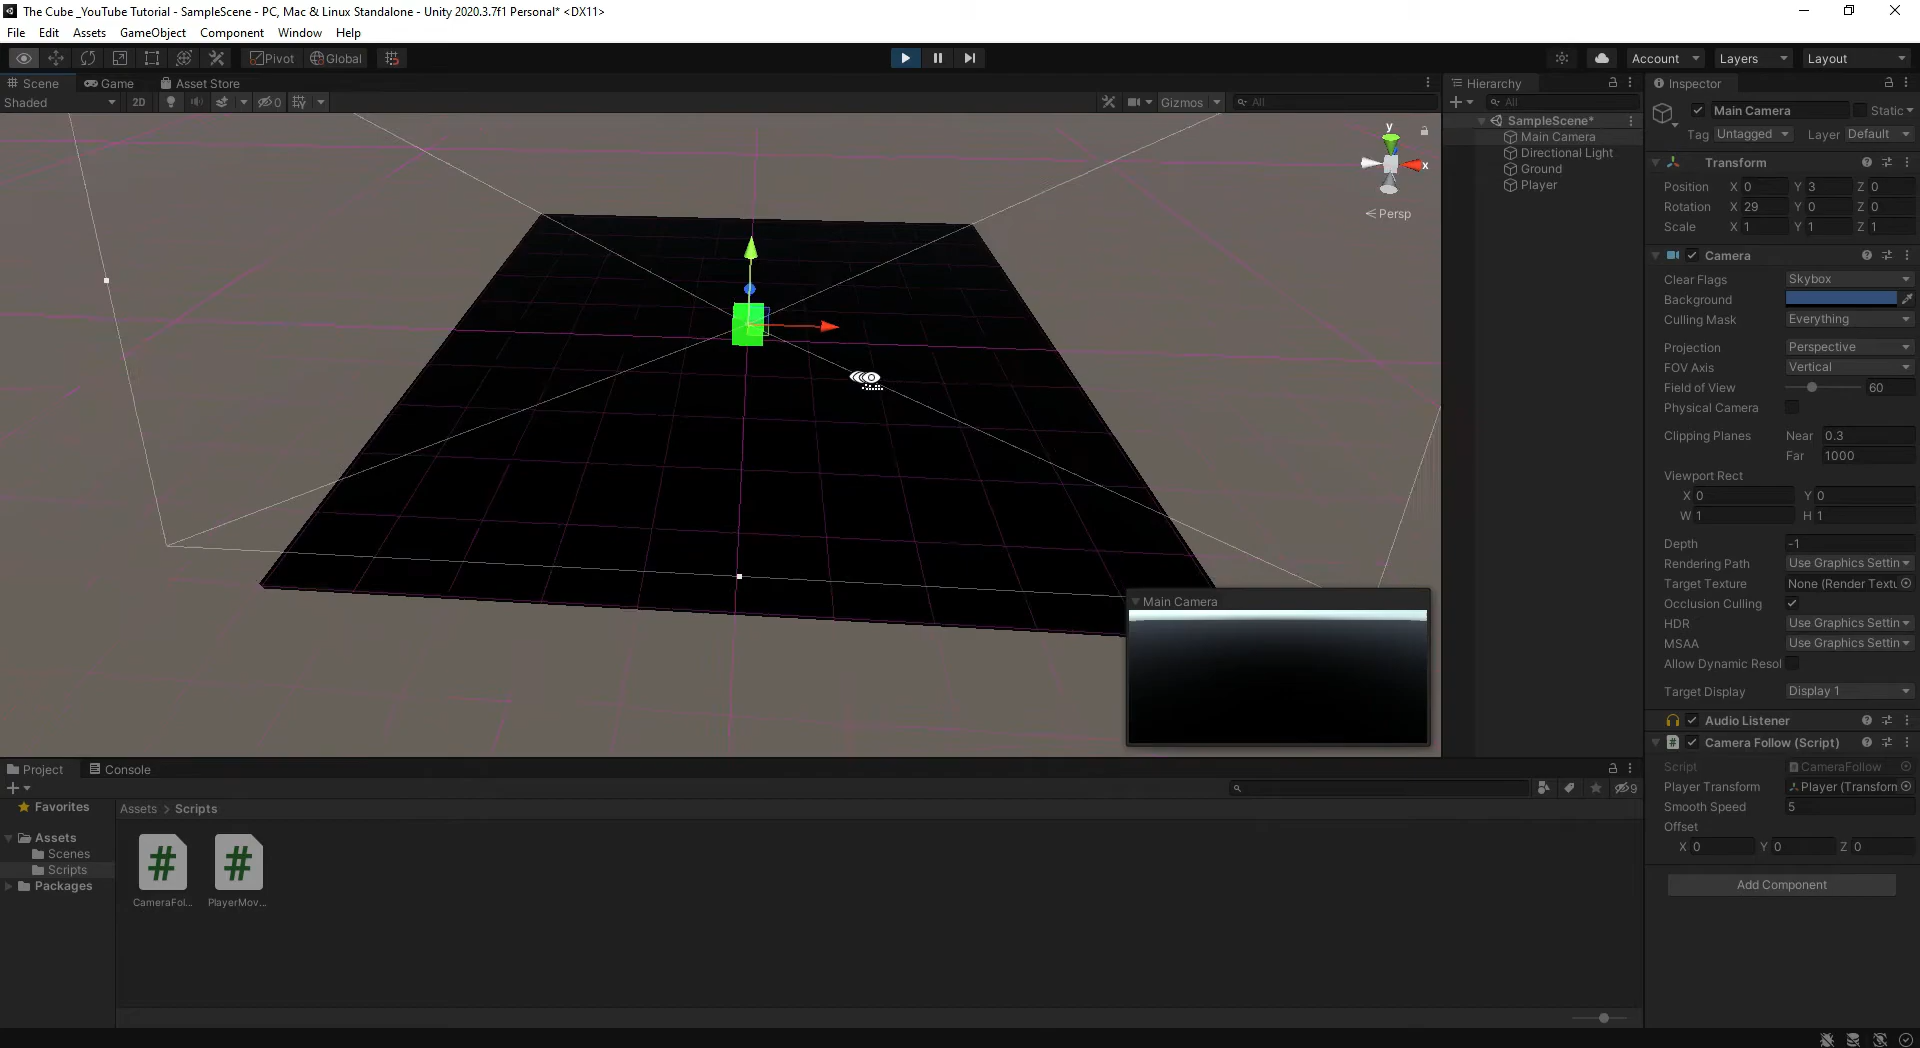 The Cube _YouTube Tutorial - SampleScene - PC, Mac & Linux Standalone - Unity 2020.3.7f1 Personal* <DX11>
File Edit Assets GameObject Component Window Help
Pivot Global Account Layers Layout
Scene Game Asset Store
Shaded 2D 0 Gizmos All
y
x
Persp
Main Camera
Hierarchy
All
SampleScene*
Main Camera
Directional Light
Ground
Player
Inspector
Main Camera Static
Tag Untagged Layer Default
Transform
Position X 0 Y 3 Z 0
Rotation X 29 Y 0 Z 0
Scale X 1 Y 1 Z 1
Camera
Clear Flags Skybox
Background
Culling Mask Everything
Projection Perspective
FOV Axis Vertical
Field of View 60
Physical Camera
Clipping Planes Near 0.3
Far 1000
Viewport Rect
X 0 Y 0
W 1 H 1
Depth -1
Rendering Path Use Graphics Settin
Target Texture None (Render Textu
Occlusion Culling
HDR Use Graphics Settin
MSAA Use Graphics Settin
Allow Dynamic Resol
Target Display Display 1
Audio Listener
# Camera Follow (Script)
Script CameraFollow
Player Transform Player (Transform
Smooth Speed 5
Offset
X 0 Y 0 Z 0
Add Component
Project Console
9
Favorites
Assets
Scenes
Scripts
Packages
Assets > Scripts
# #
CameraFol... PlayerMov...